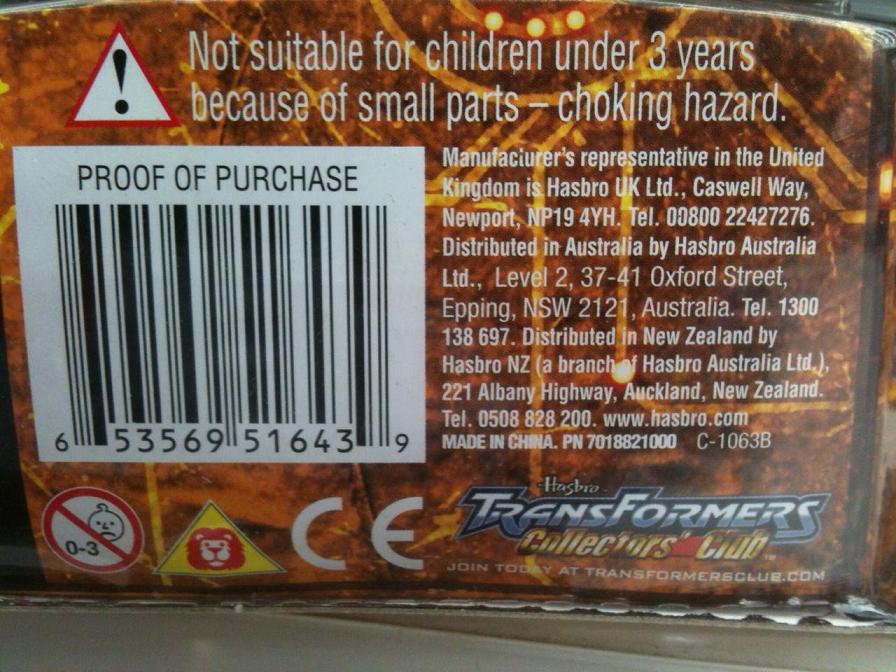 Not suitable for children under 3 years
because of small parts – choking hazard.
PROOF OF PURCHASE
6 53569 51643 9
Manufacturer's representative in the United
Kingdom is Hasbro UK Ltd., Caswell Way,
Newport, NP19 4YH. Tel. 00800 22427276.
Distributed in Australia by Hasbro Australia
Ltd., Level 2, 37-41 Oxford Street,
Epping, NSW 2121, Australia. Tel. 1300
138 697. Distributed in New Zealand by
Hasbro NZ (a branch of Hasbro Australia Ltd.),
221 Albany Highway, Auckland, New Zealand.
Tel. 0508 828 200. www.hasbro.com
MADE IN CHINA. PN 7018821000 C-1063B
0-3
CE
Hasbro
TRANSFORMERS
Collectors' Club™
JOIN TODAY AT TRANSFORMERSCLUB.COM